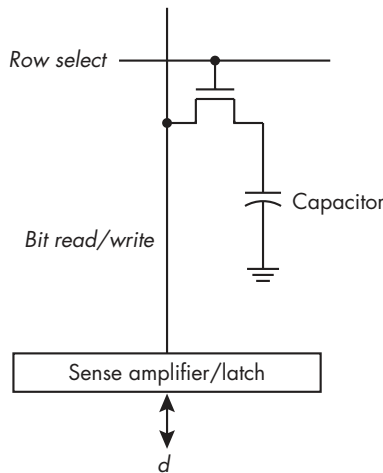 Row select
Capacitor
Bit read/write
Sense amplifier/latch
d